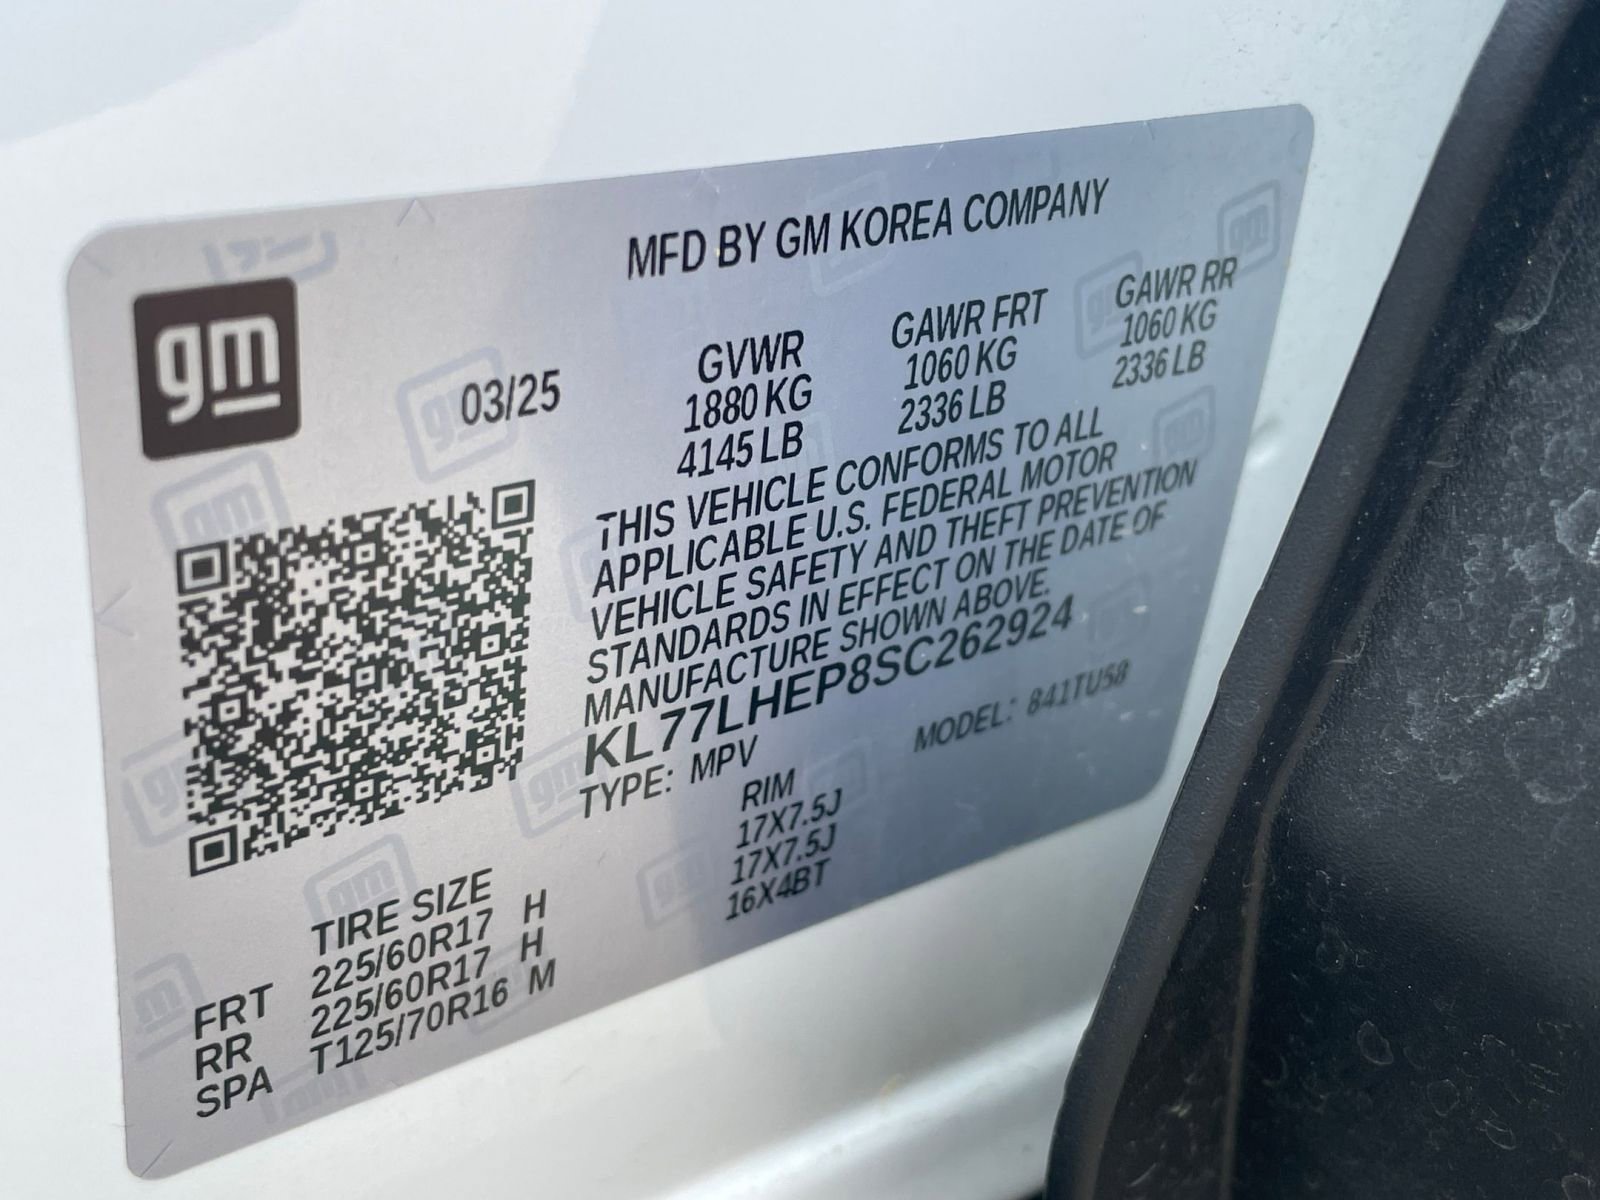 MFD BY GM KOREA COMPANY
gm
03/25
GVWR GAWR FRT GAWR RR
1880 KG 1060 KG 1060 KG
4145 LB 2336 LB 2336 LB
THIS VEHICLE CONFORMS TO ALL
APPLICABLE U.S. FEDERAL MOTOR
VEHICLE SAFETY AND THEFT PREVENTION
STANDARDS IN EFFECT ON THE DATE OF
MANUFACTURE SHOWN ABOVE.
KL77LHEP8SC262924
TYPE: MPV MODEL: 841TU58
TIRE SIZE RIM
FRT 225/60R17 H 17X7.5J
RR 225/60R17 H 17X7.5J
SPA T125/70R16 M 16X4BT